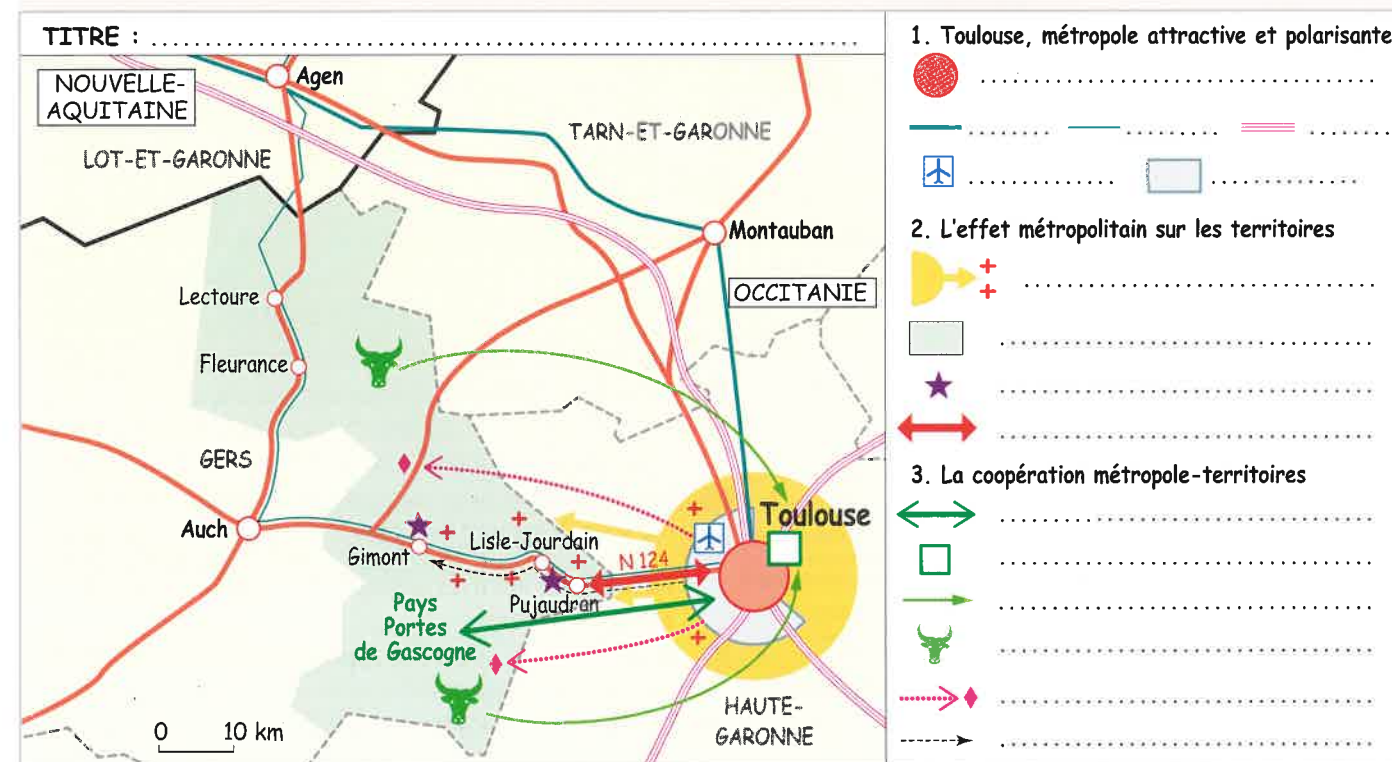 TITRE : ................................................................
NOUVELLE-
AQUITAINE
Agen
LOT-ET-GARONNE
TARN-ET-GARONNE
Montauban
OCCITANIE
Lectoure
Fleurance
GERS
Auch
Gimont
Lisle-Jourdain
Pujaudran
N 124
Toulouse
Pays
Portes
de Gascogne
HAUTE-
GARONNE
0 10 km
1. Toulouse, métropole attractive et polarisante
2. L'effet métropolitain sur les territoires
3. La coopération métropole-territoires